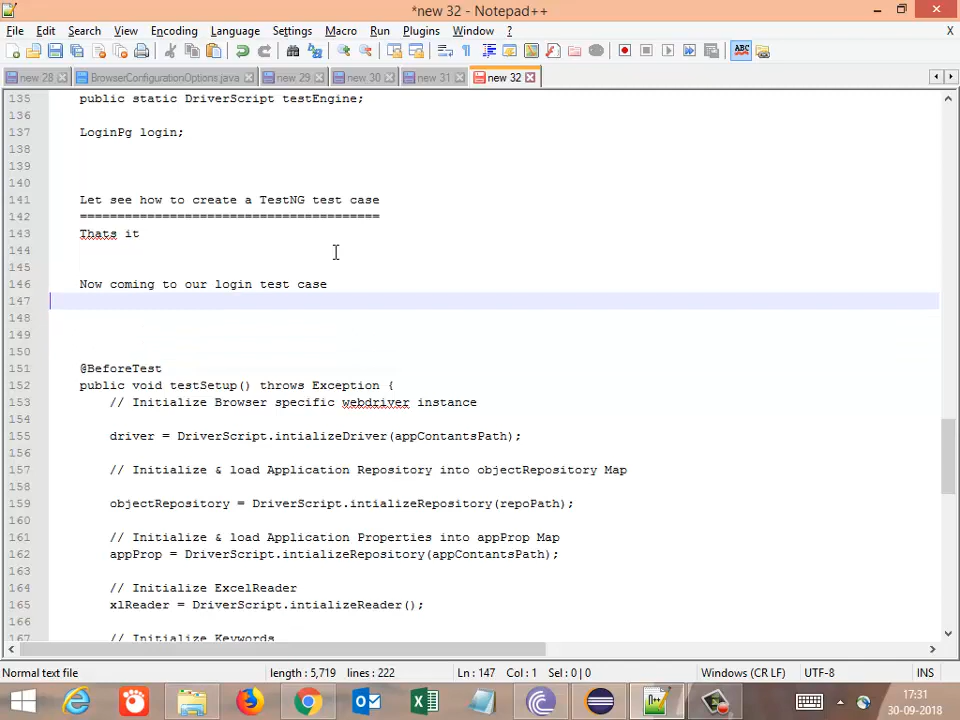 *new 32 - Notepad++
File Edit Search View Encoding Language Settings Macro Run Plugins Window ? X
new 28 BrowserConfigurationOptions.java new 29 new 30 new 31 new 32
135 public static DriverScript testEngine;
136
137 LoginPg login;
138
139
140
141 Let see how to create a TestNG test case
142 ========================================
143 Thats it
144
145
146 Now coming to our login test case
147
148
149
150
151 @BeforeTest
152 public void testSetup() throws Exception {
153 // Initialize Browser specific webdriver instance
154
155 driver = DriverScript.intializeDriver(appContantsPath);
156
157 // Initialize & load Application Repository into objectRepository Map
158
159 objectRepository = DriverScript.intializeRepository(repoPath);
160
161 // Initialize & load Application Properties into appProp Map
162 appProp = DriverScript.intializeRepository(appContantsPath);
163
164 // Initialize ExcelReader
165 xlReader = DriverScript.intializeReader();
166
167 // Initialize Keywords
Normal text file length : 5,719 lines : 222 Ln : 147 Col : 1 Sel : 0 | 0 Windows (CR LF) UTF-8 INS
17:31
30-09-2018